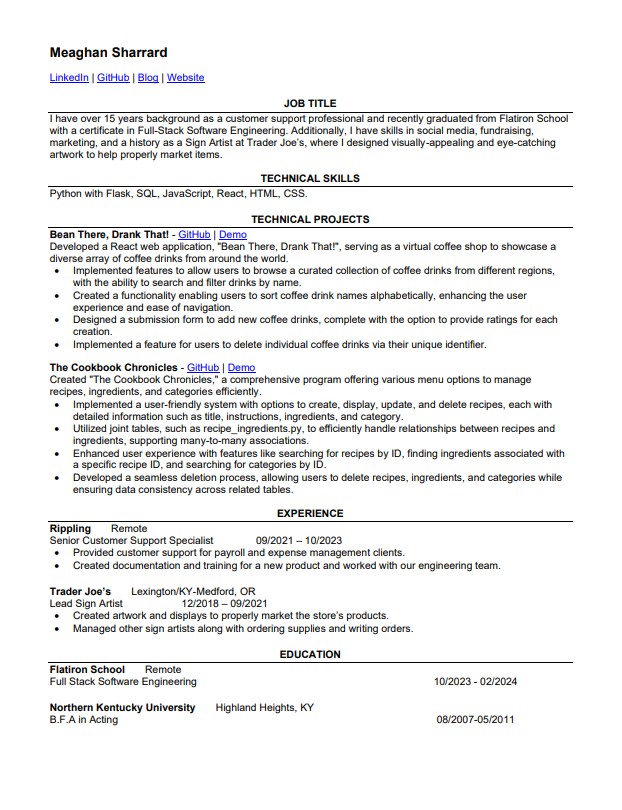 Meaghan Sharrard
LinkedIn | GitHub | Blog | Website
JOB TITLE
I have over 15 years background as a customer support professional and recently graduated from Flatiron School
with a certificate in Full-Stack Software Engineering. Additionally, I have skills in social media, fundraising,
marketing, and a history as a Sign Artist at Trader Joe’s, where I designed visually-appealing and eye-catching
artwork to help properly market items.
TECHNICAL SKILLS
Python with Flask, SQL, JavaScript, React, HTML, CSS.
TECHNICAL PROJECTS
Bean There, Drank That! - GitHub | Demo
Developed a React web application, "Bean There, Drank That!", serving as a virtual coffee shop to showcase a
diverse array of coffee drinks from around the world.
• Implemented features to allow users to browse a curated collection of coffee drinks from different regions,
with the ability to search and filter drinks by name.
• Created a functionality enabling users to sort coffee drink names alphabetically, enhancing the user
experience and ease of navigation.
• Designed a submission form to add new coffee drinks, complete with the option to provide ratings for each
creation.
• Implemented a feature for users to delete individual coffee drinks via their unique identifier.
The Cookbook Chronicles - GitHub | Demo
Created "The Cookbook Chronicles," a comprehensive program offering various menu options to manage
recipes, ingredients, and categories efficiently.
• Implemented a user-friendly system with options to create, display, update, and delete recipes, each with
detailed information such as title, instructions, ingredients, and category.
• Utilized joint tables, such as recipe_ingredients.py, to efficiently handle relationships between recipes and
ingredients, supporting many-to-many associations.
• Enhanced user experience with features like searching for recipes by ID, finding ingredients associated with
a specific recipe ID, and searching for categories by ID.
• Developed a seamless deletion process, allowing users to delete recipes, ingredients, and categories while
ensuring data consistency across related tables.
EXPERIENCE
Rippling Remote
Senior Customer Support Specialist 09/2021 – 10/2023
• Provided customer support for payroll and expense management clients.
• Created documentation and training for a new product and worked with our engineering team.
Trader Joe’s Lexington/KY-Medford, OR
Lead Sign Artist 12/2018 – 09/2021
• Created artwork and displays to properly market the store’s products.
• Managed other sign artists along with ordering supplies and writing orders.
EDUCATION
Flatiron School Remote
Full Stack Software Engineering 10/2023 - 02/2024
Northern Kentucky University Highland Heights, KY
B.F.A in Acting 08/2007-05/2011